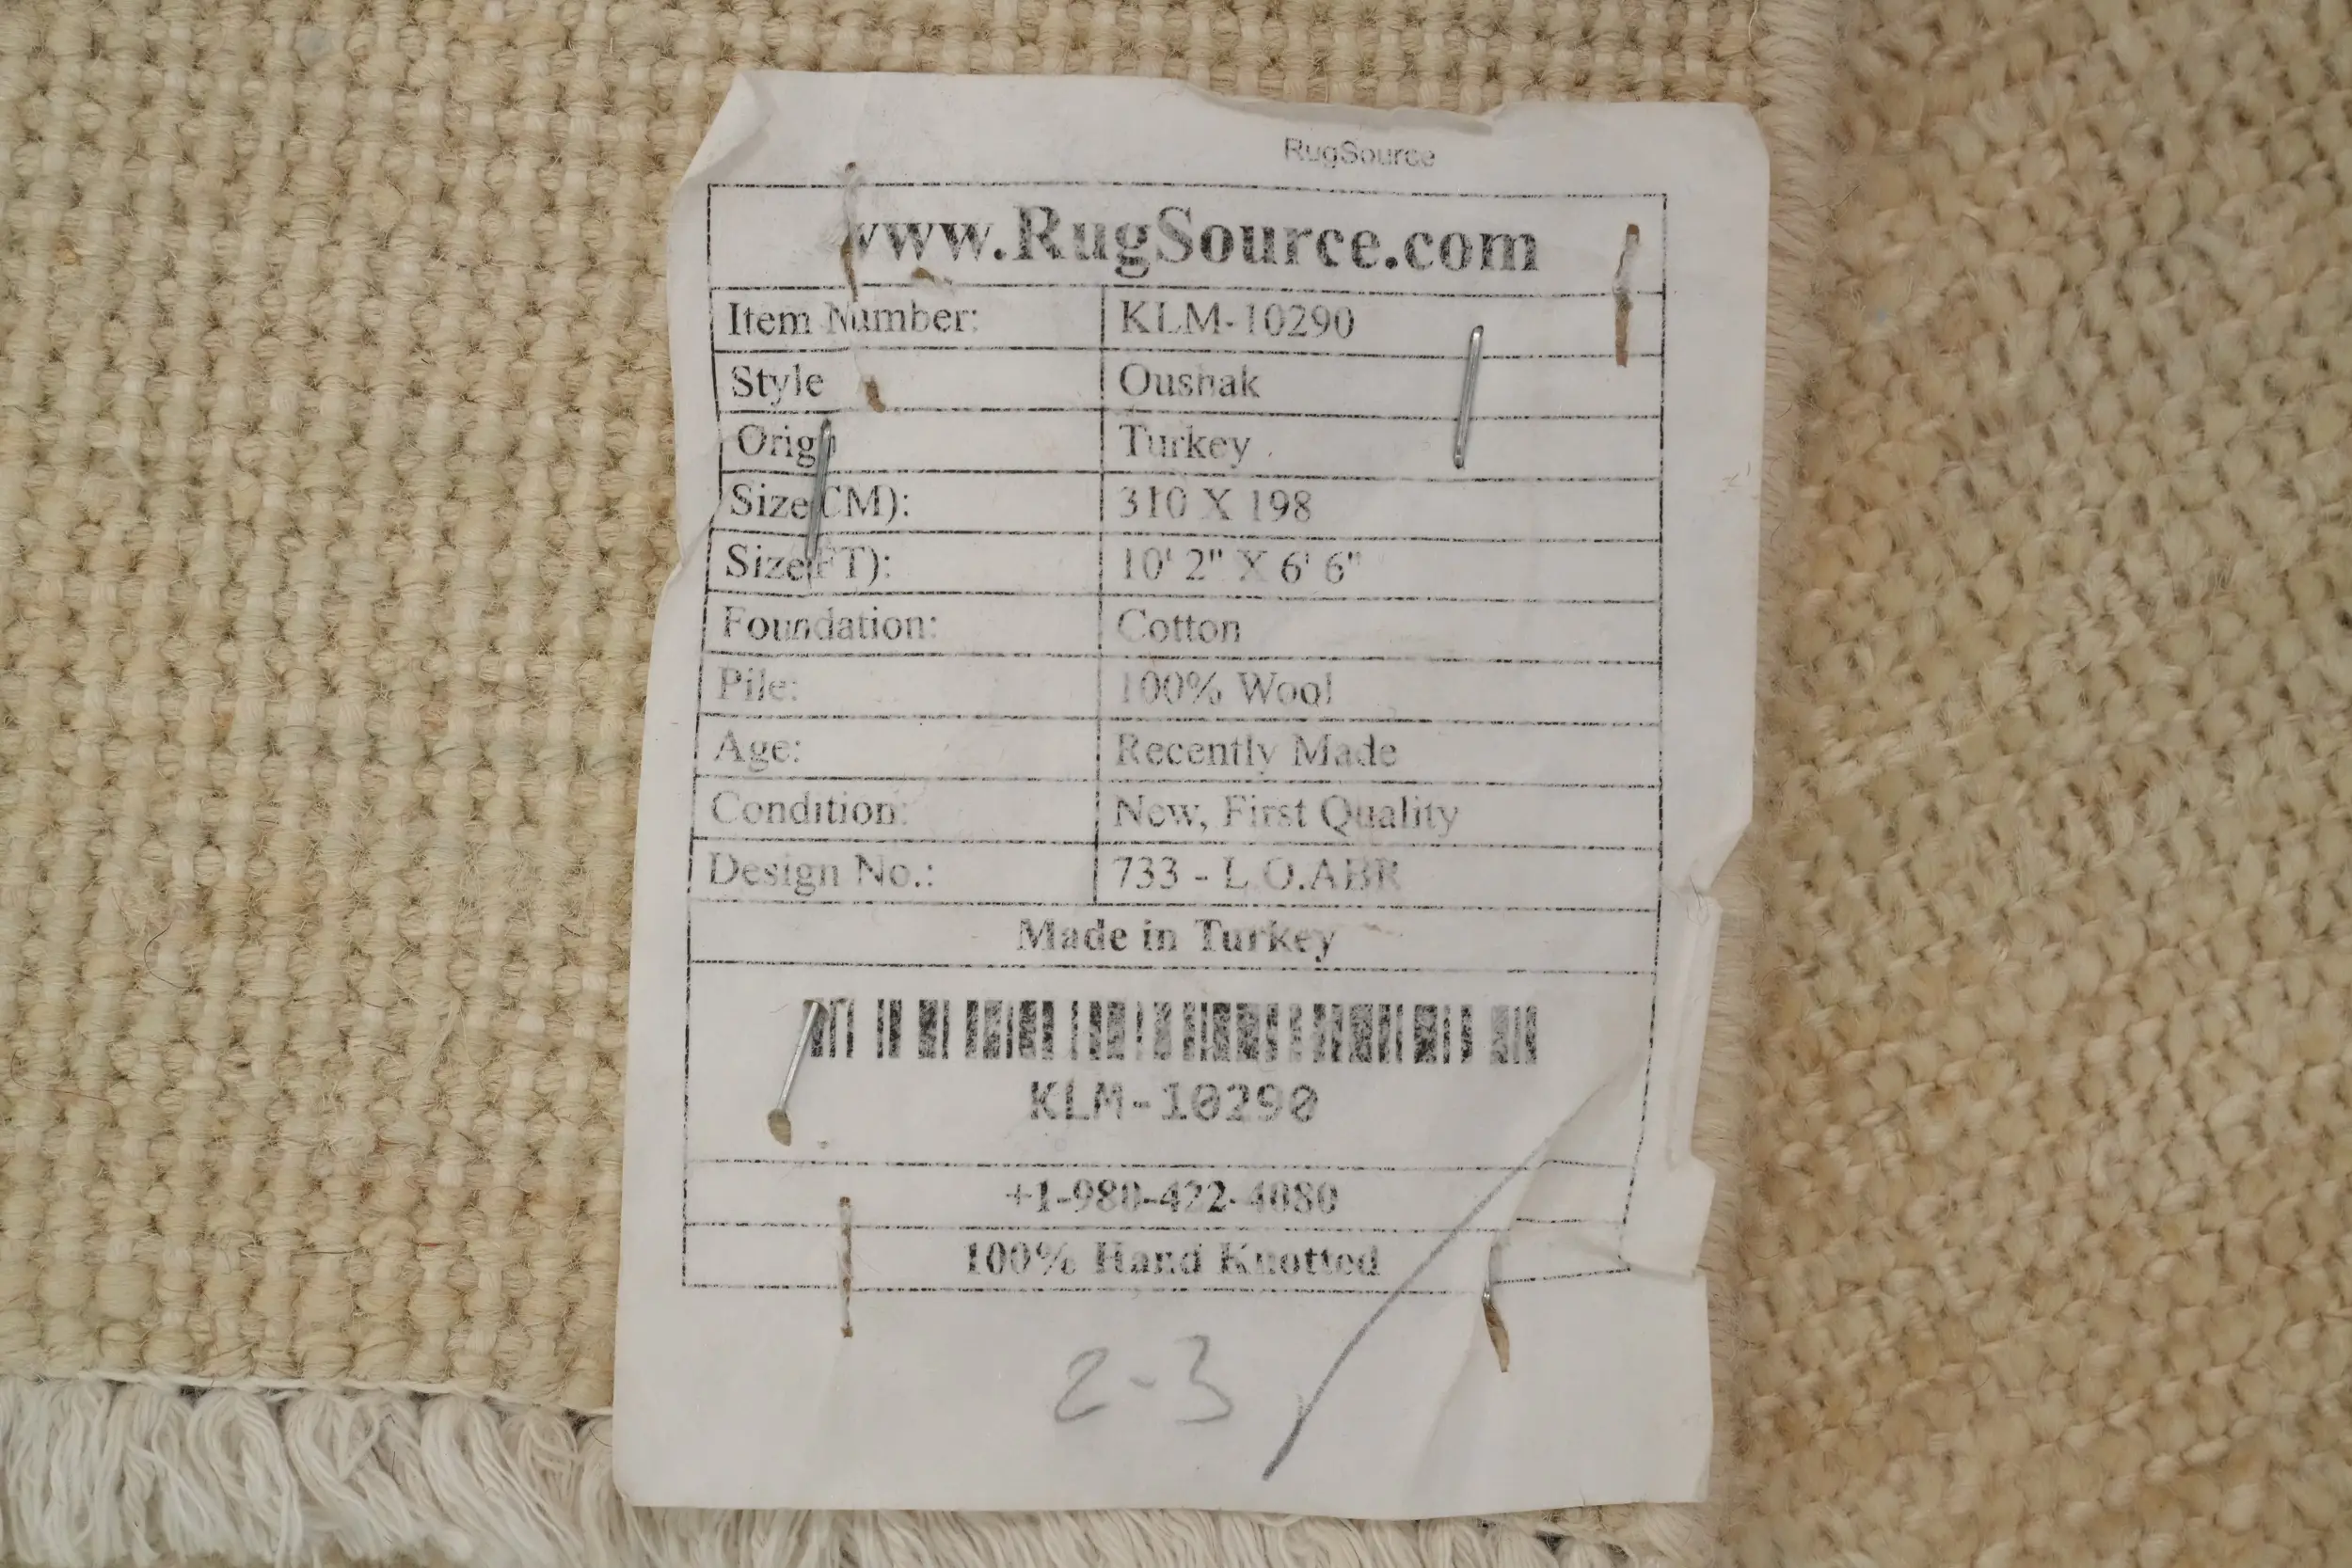 RugSource
www.RugSource.com
Item Number: KLM-10290
Style Oushak
Origin Turkey
Size(CM): 310 X 198
Size(FT): 10' 2" X 6' 6"
Foundation: Cotton
Pile: 100% Wool
Age: Recently Made
Condition: New, First Quality
Design No.: 733 - L.O.ABR
Made in Turkey
KLM-10290
+1-980-422-4080
100% Hand Knotted
2-3